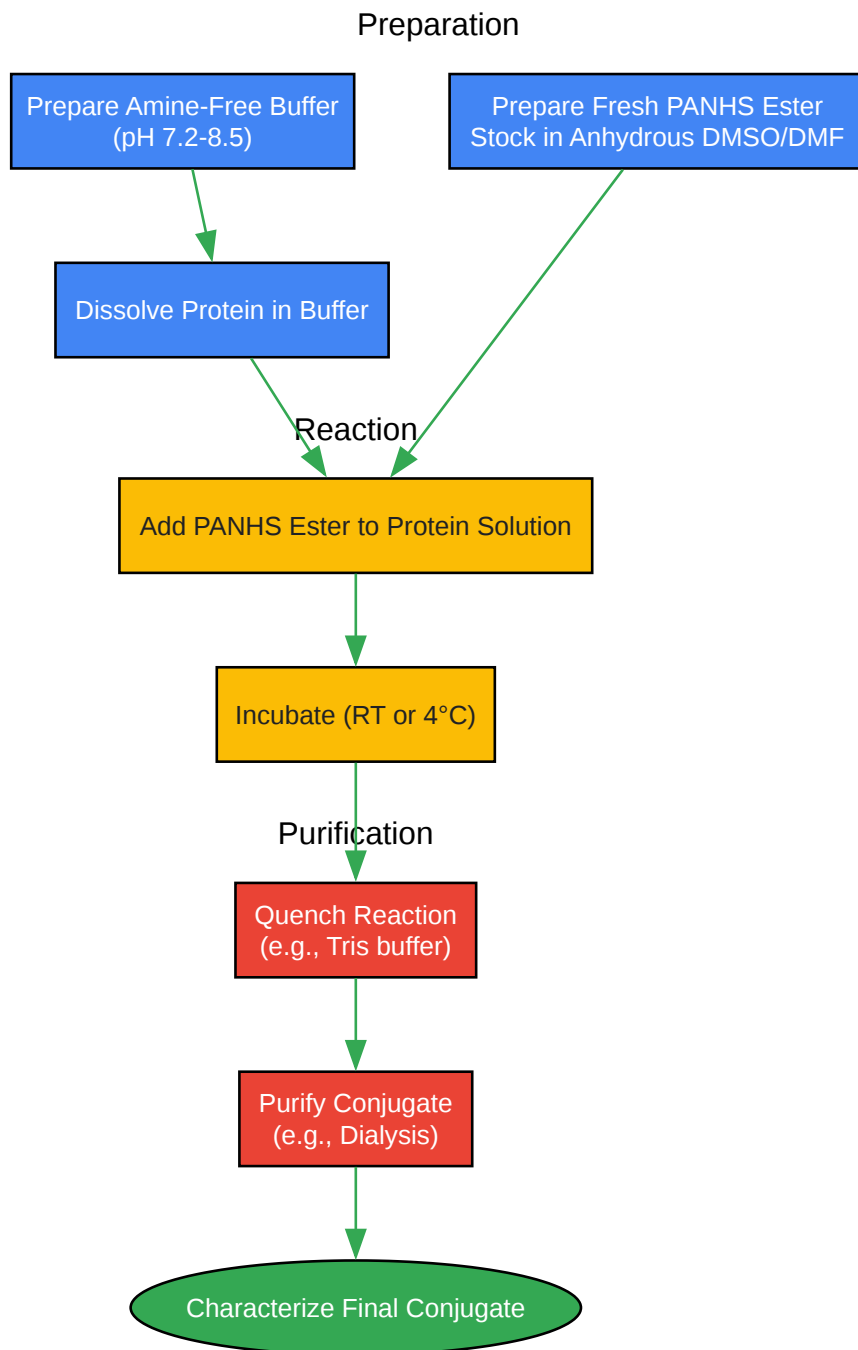 Preparation
Prepare Amine-Free Buffer
(pH 7.2-8.5)
Prepare Fresh PANHS Ester
Stock in Anhydrous DMSO/DMF
Dissolve Protein in Buffer
Reaction
Add PANHS Ester to Protein Solution
Incubate (RT or 4°C)
Purification
Quench Reaction
(e.g., Tris buffer)
Purify Conjugate
(e.g., Dialysis)
Characterize Final Conjugate